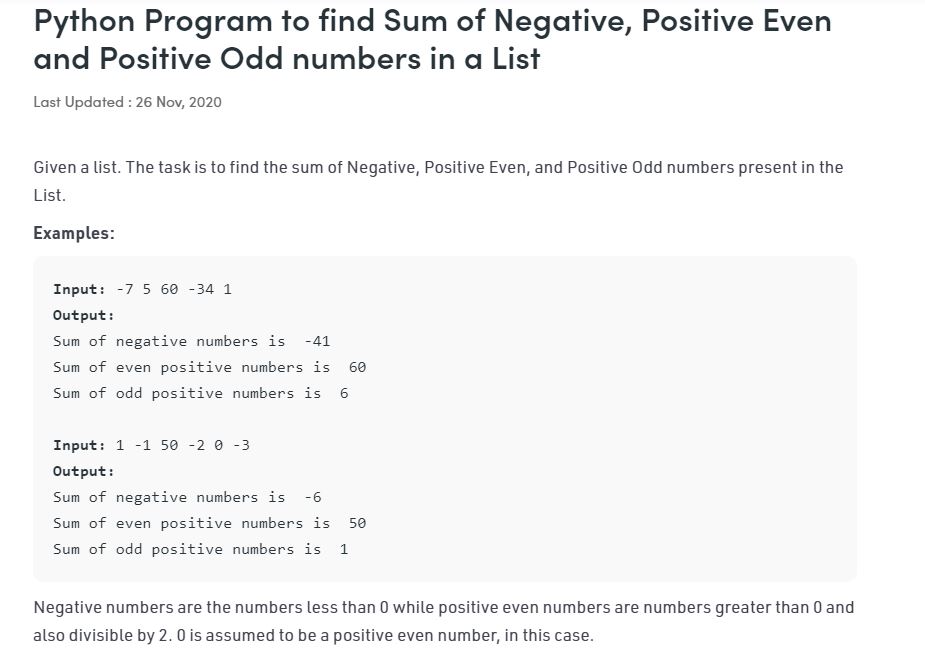 Python Program to find Sum of Negative, Positive Even
and Positive Odd numbers in a List
Last Updated : 26 Nov, 2020
Given a list. The task is to find the sum of Negative, Positive Even, and Positive Odd numbers present in the
List.
Examples:
Input: -7 5 60 -34 1
Output:
Sum of negative numbers is  -41
Sum of even positive numbers is  60
Sum of odd positive numbers is  6
Input: 1 -1 50 -2 0 -3
Output:
Sum of negative numbers is  -6
Sum of even positive numbers is  50
Sum of odd positive numbers is  1
Negative numbers are the numbers less than 0 while positive even numbers are numbers greater than 0 and
also divisible by 2. 0 is assumed to be a positive even number, in this case.